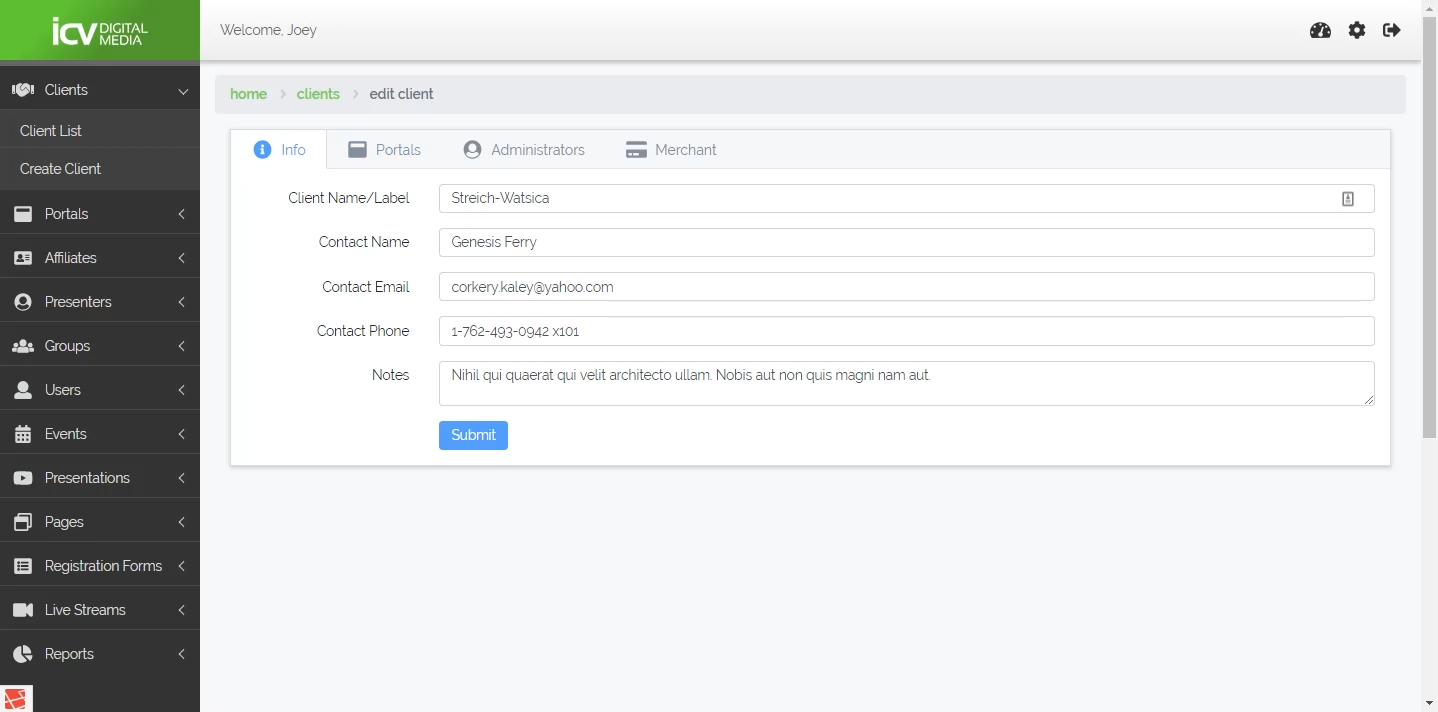 icv DIGITAL
MEDIA
Welcome, Joey
Clients
Client List
Create Client
Portals
Affiliates
Presenters
Groups
Users
Events
Presentations
Pages
Registration Forms
Live Streams
Reports
home > clients > edit client
Info Portals Administrators Merchant
Client Name/Label Streich-Watsica
Contact Name Genesis Ferry
Contact Email corkery.kaley@yahoo.com
Contact Phone 1-762-493-0942 x101
Notes Nihil qui quaerat qui velit architecto ullam. Nobis aut non quis magni nam aut.
Submit